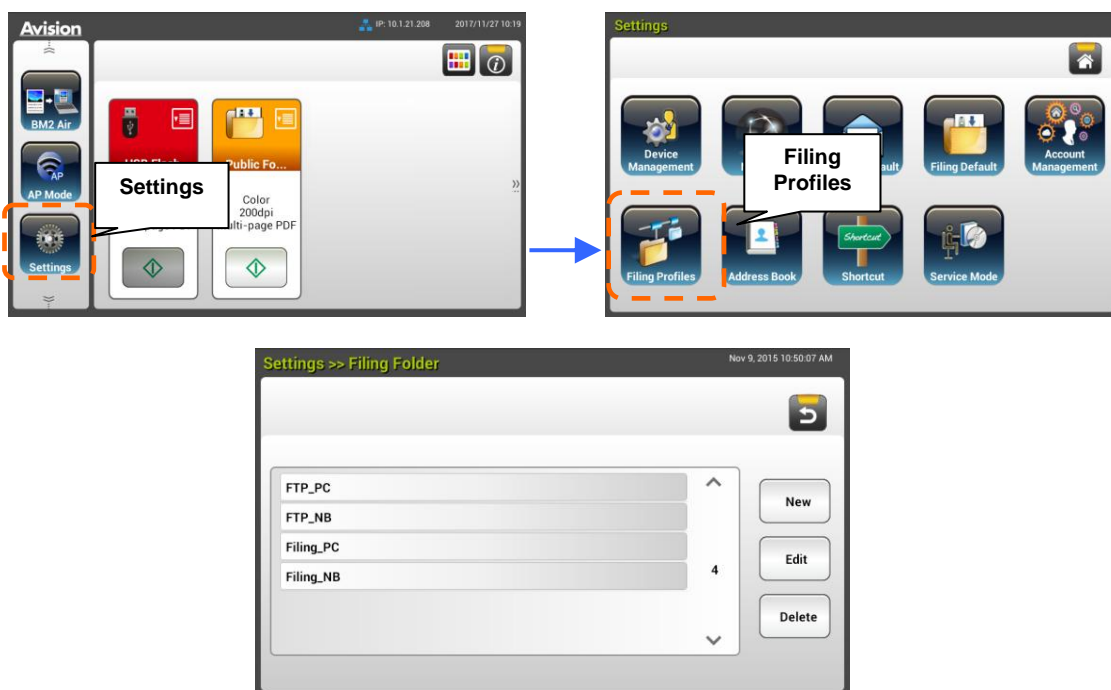 Avision
IP: 10.1.21.208 2017/11/27 10:19
BM2 Air
AP
AP Mode
Settings
Public Fo...
Color
200dpi
ulti-page PDF
Settings
Settings
Device
Management
Filing Default
Account
Management
Filing
Profiles
Filing Profiles
Address Book
Shortcut
Shortcut
Service Mode
Settings >> Filing Folder
Nov 9, 2015 10:50:07 AM
FTP_PC
FTP_NB
Filing_PC
Filing_NB
4
New
Edit
Delete